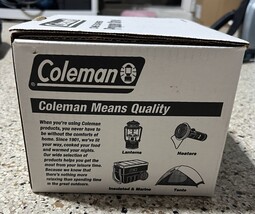 Coleman
Coleman Means Quality
When you're using Coleman
products, you never have to
be without the comforts of
home. Since 1901, we've lit
your way, cooked your food
and warmed your nights.
Our wide selection of
products helps you get the
most from your leisure time.
Because we know that
there's nothing more
relaxing than spending time
in the great outdoors.
Lanterns
Heaters
Insulated & Marine
Tents